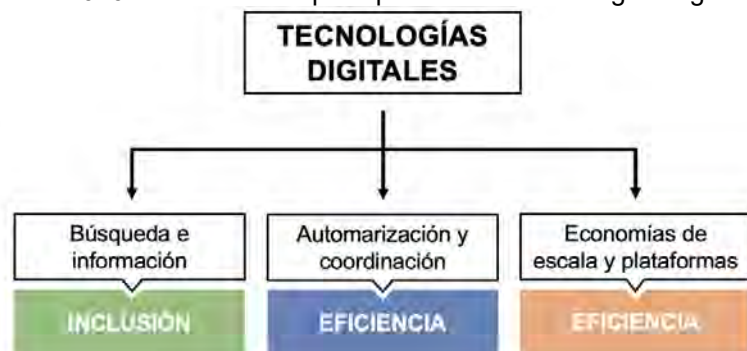 TECNOLOGÍAS
DIGITALES
Búsqueda e
información
Automarización y
coordinación
Economías de
escala y plataformas
INCLUSIÓN
EFICIENCIA
EFICIENCIA